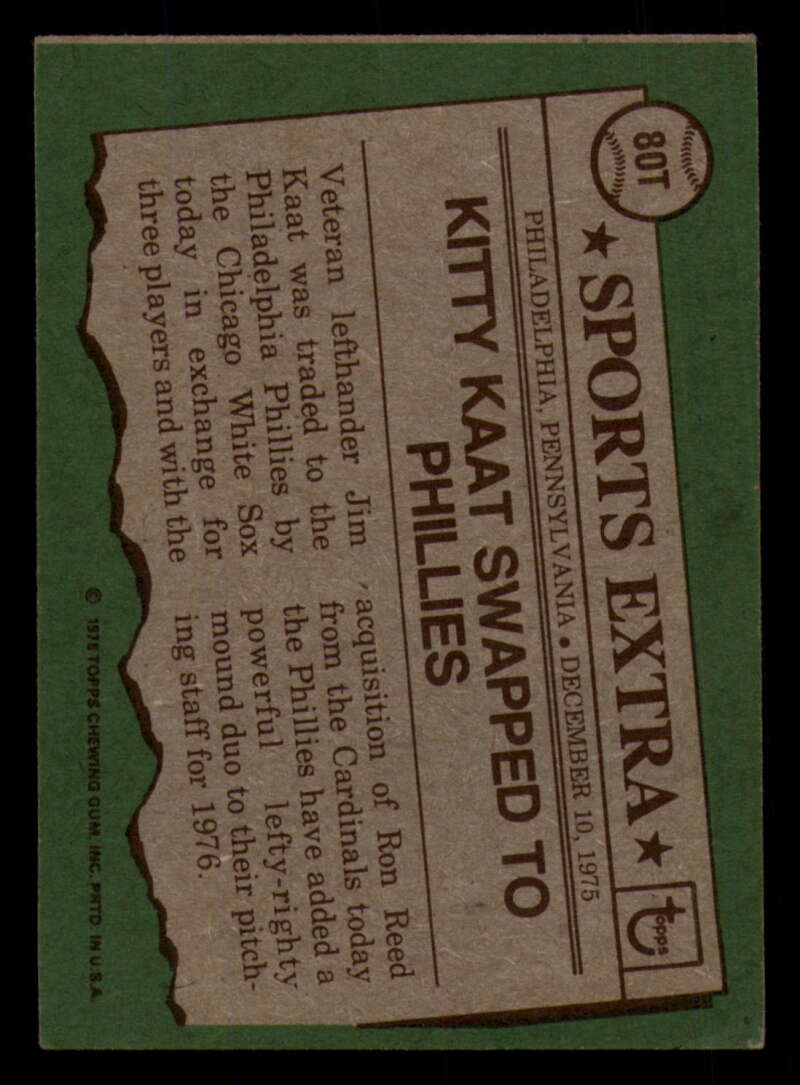 80T
★ SPORTS EXTRA ★
topps
PHILADELPHIA, PENNSYLVANIA • DECEMBER 10, 1975
KITTY KAAT SWAPPED TO
PHILLIES
Veteran lefthander Jim
Kaat was traded to the
Philadelphia Phillies by
the Chicago White Sox
today in exchange for
three players and with the
acquisition of Ron Reed
from the Cardinals today
the Phillies have added a
powerful lefty-righty
mound duo to their pitch-
ing staff for 1976.
© 1976 TOPPS CHEWING GUM, INC. PRTD. IN U.S.A.